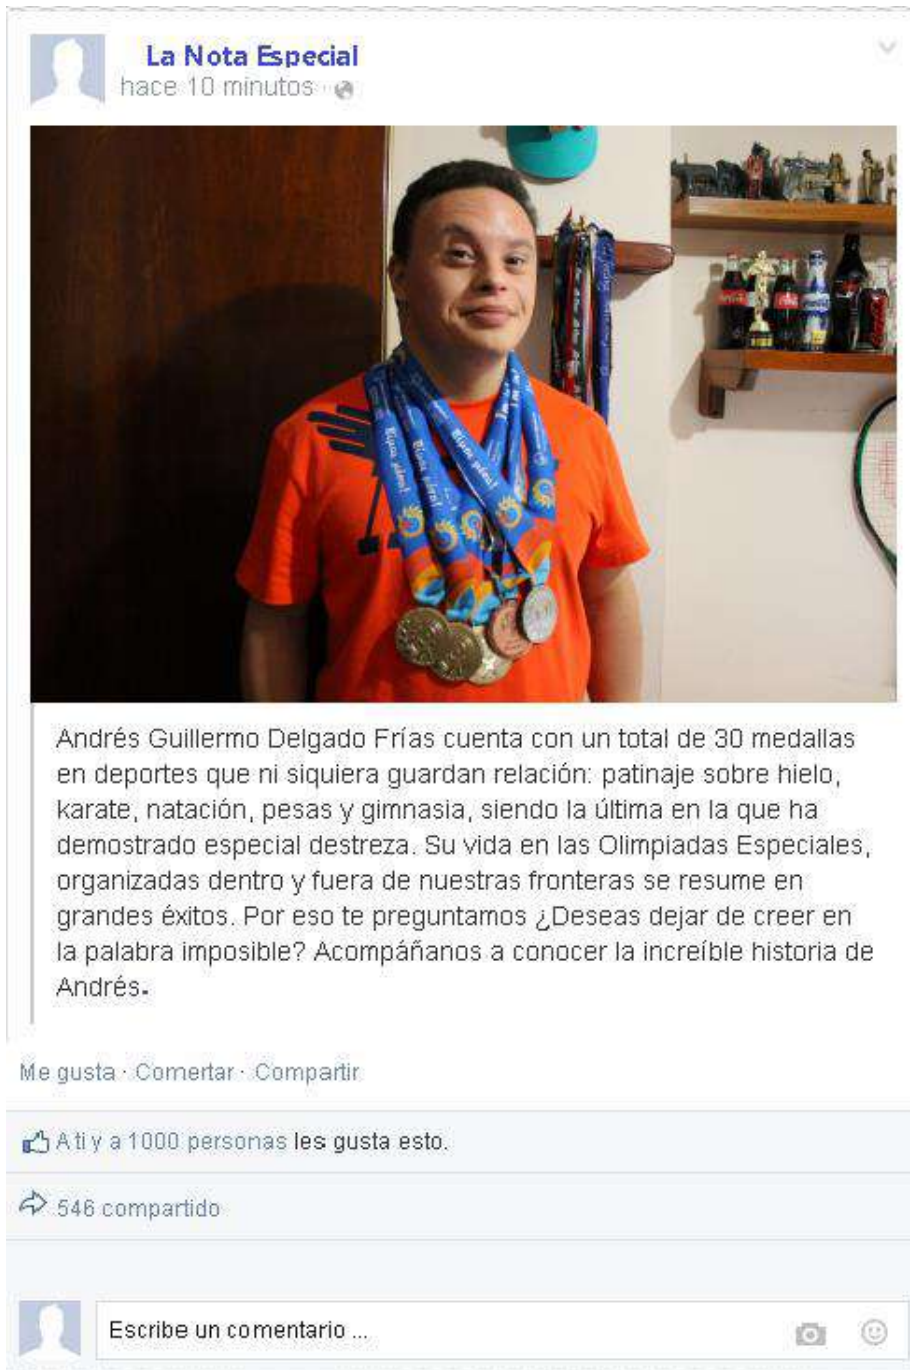 La Nota Especial
hace 10 minutos ·
Andrés Guillermo Delgado Frías cuenta con un total de 30 medallas
en deportes que ni siquiera guardan relación: patinaje sobre hielo,
karate, natación, pesas y gimnasia, siendo la última en la que ha
demostrado especial destreza. Su vida en las Olimpiadas Especiales,
organizadas dentro y fuera de nuestras fronteras se resume en
grandes éxitos. Por eso te preguntamos ¿Deseas dejar de creer en
la palabra imposible? Acompáñanos a conocer la increíble historia de
Andrés.
Me gusta · Comertar · Compartir
A ti y a 1000 personas les gusta esto.
546 compartido
Escribe un comentario ...